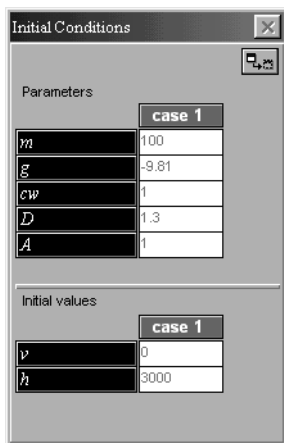 Initial Conditions
Parameters
case 1
m 100
g -9.81
cw 1
D 1.3
A 1
Initial values
case 1
v 0
h 3000